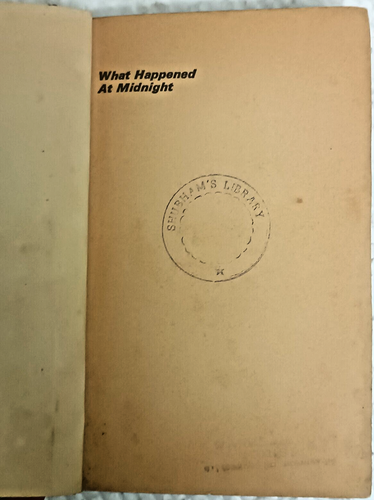 What Happened
At Midnight
SHUBHAM'S LIBRARY